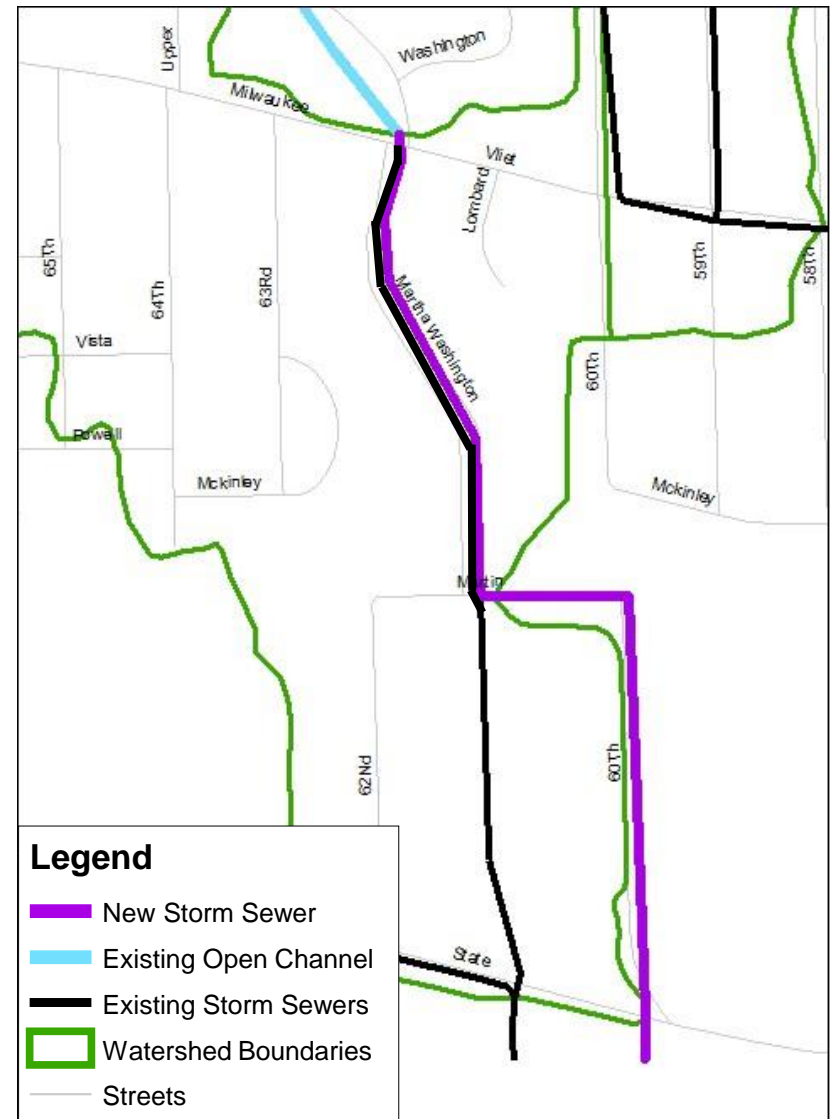 Upper
Washington
Milwaukee
Vliet
Lombard
65Th
64Th
63Rd
59Th
58Th
Martha Washington
Vista
60Th
Powell
Mckinley
Mckinley
Martin
62Nd
60Th
State
Legend
New Storm Sewer
Existing Open Channel
Existing Storm Sewers
Watershed Boundaries
Streets